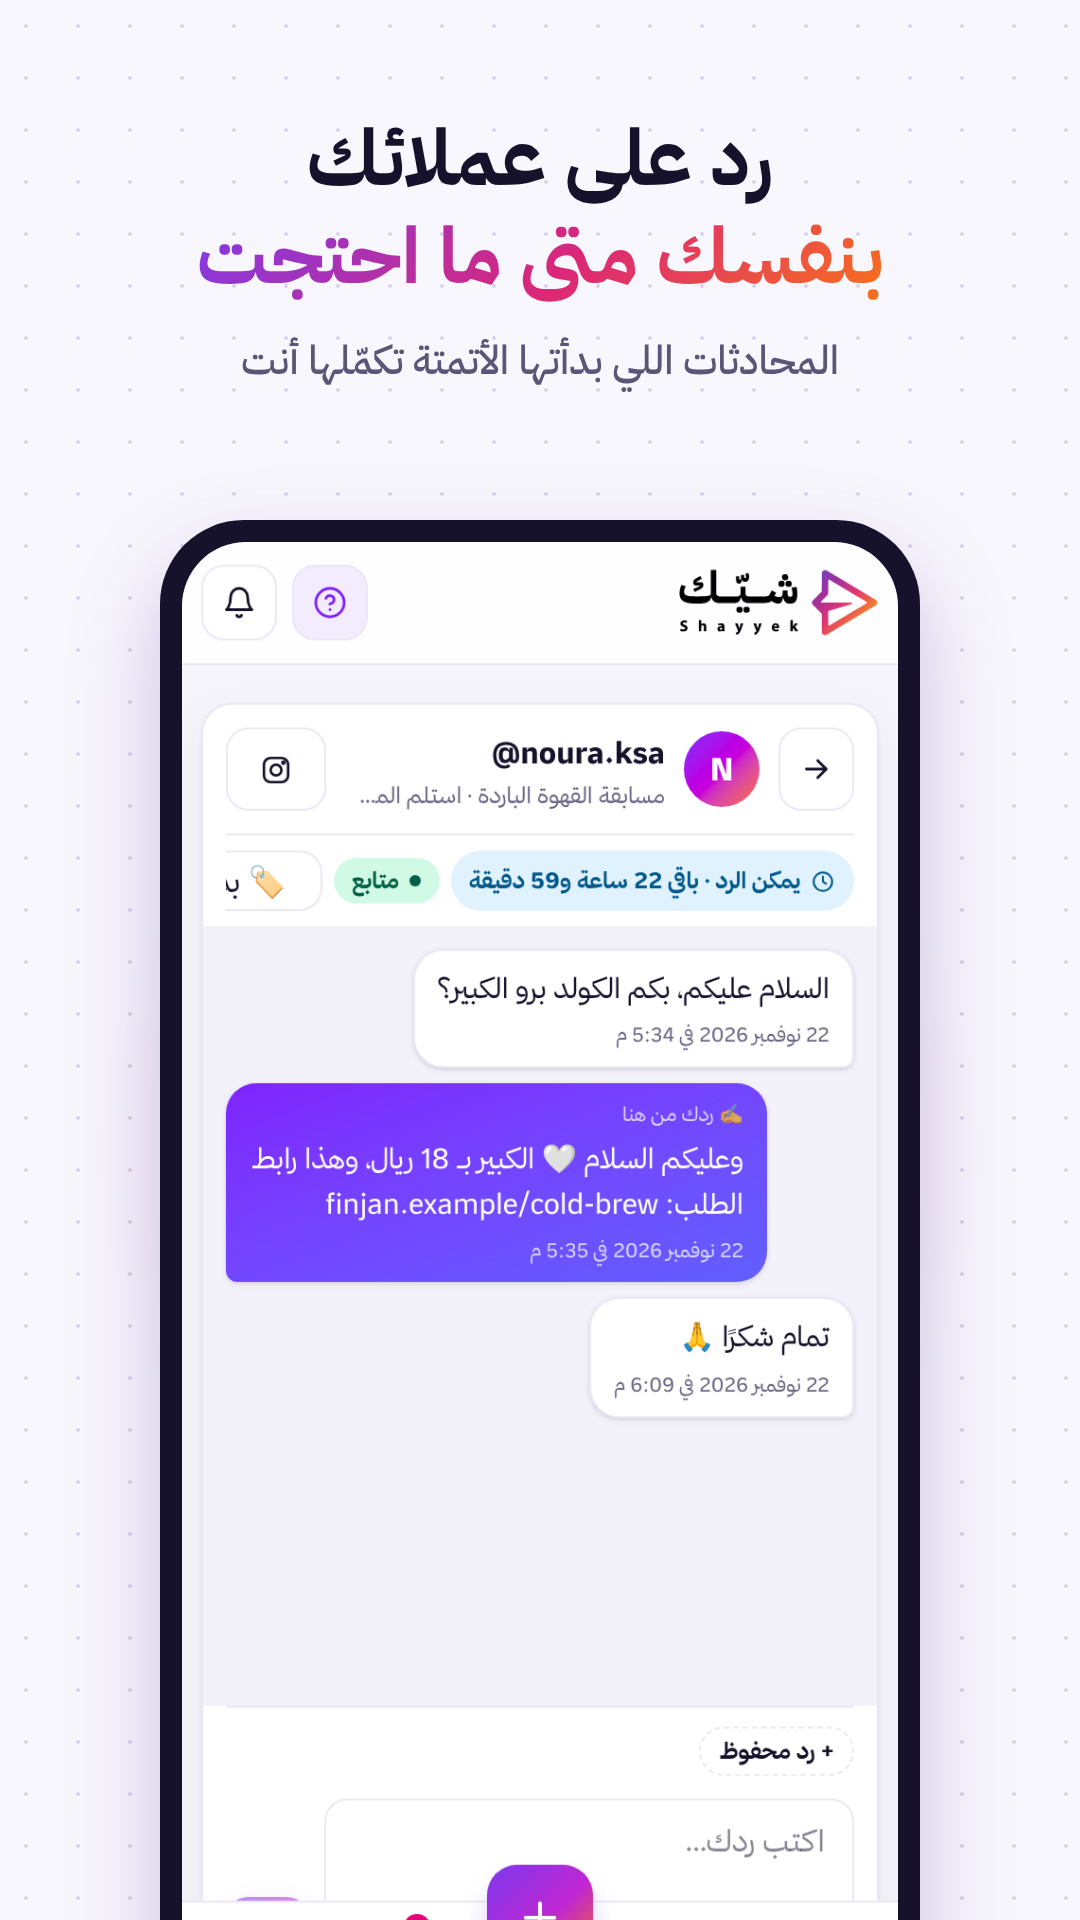 رد على عملائك
بنفسك متى ما احتجت
المحادثات اللي بدأتها الأتمتة تكمّلها أنت
شيّك
Shayyek
N
@noura.ksa
مسابقة القهوة الباردة · استلم المـ...
يمكن الرد · باقي 22 ساعة و59 دقيقة
متابع
السلام عليكم، بكم الكولد برو الكبير؟
22 نوفمبر 2026 في 5:34 م
✍️ ردك من هنا
وعليكم السلام 🤍 الكبير بـ 18 ريال، وهذا رابط
الطلب: finjan.example/cold-brew
22 نوفمبر 2026 في 5:35 م
تمام شكرًا 🙏
22 نوفمبر 2026 في 6:09 م
+ رد محفوظ
اكتب ردك...